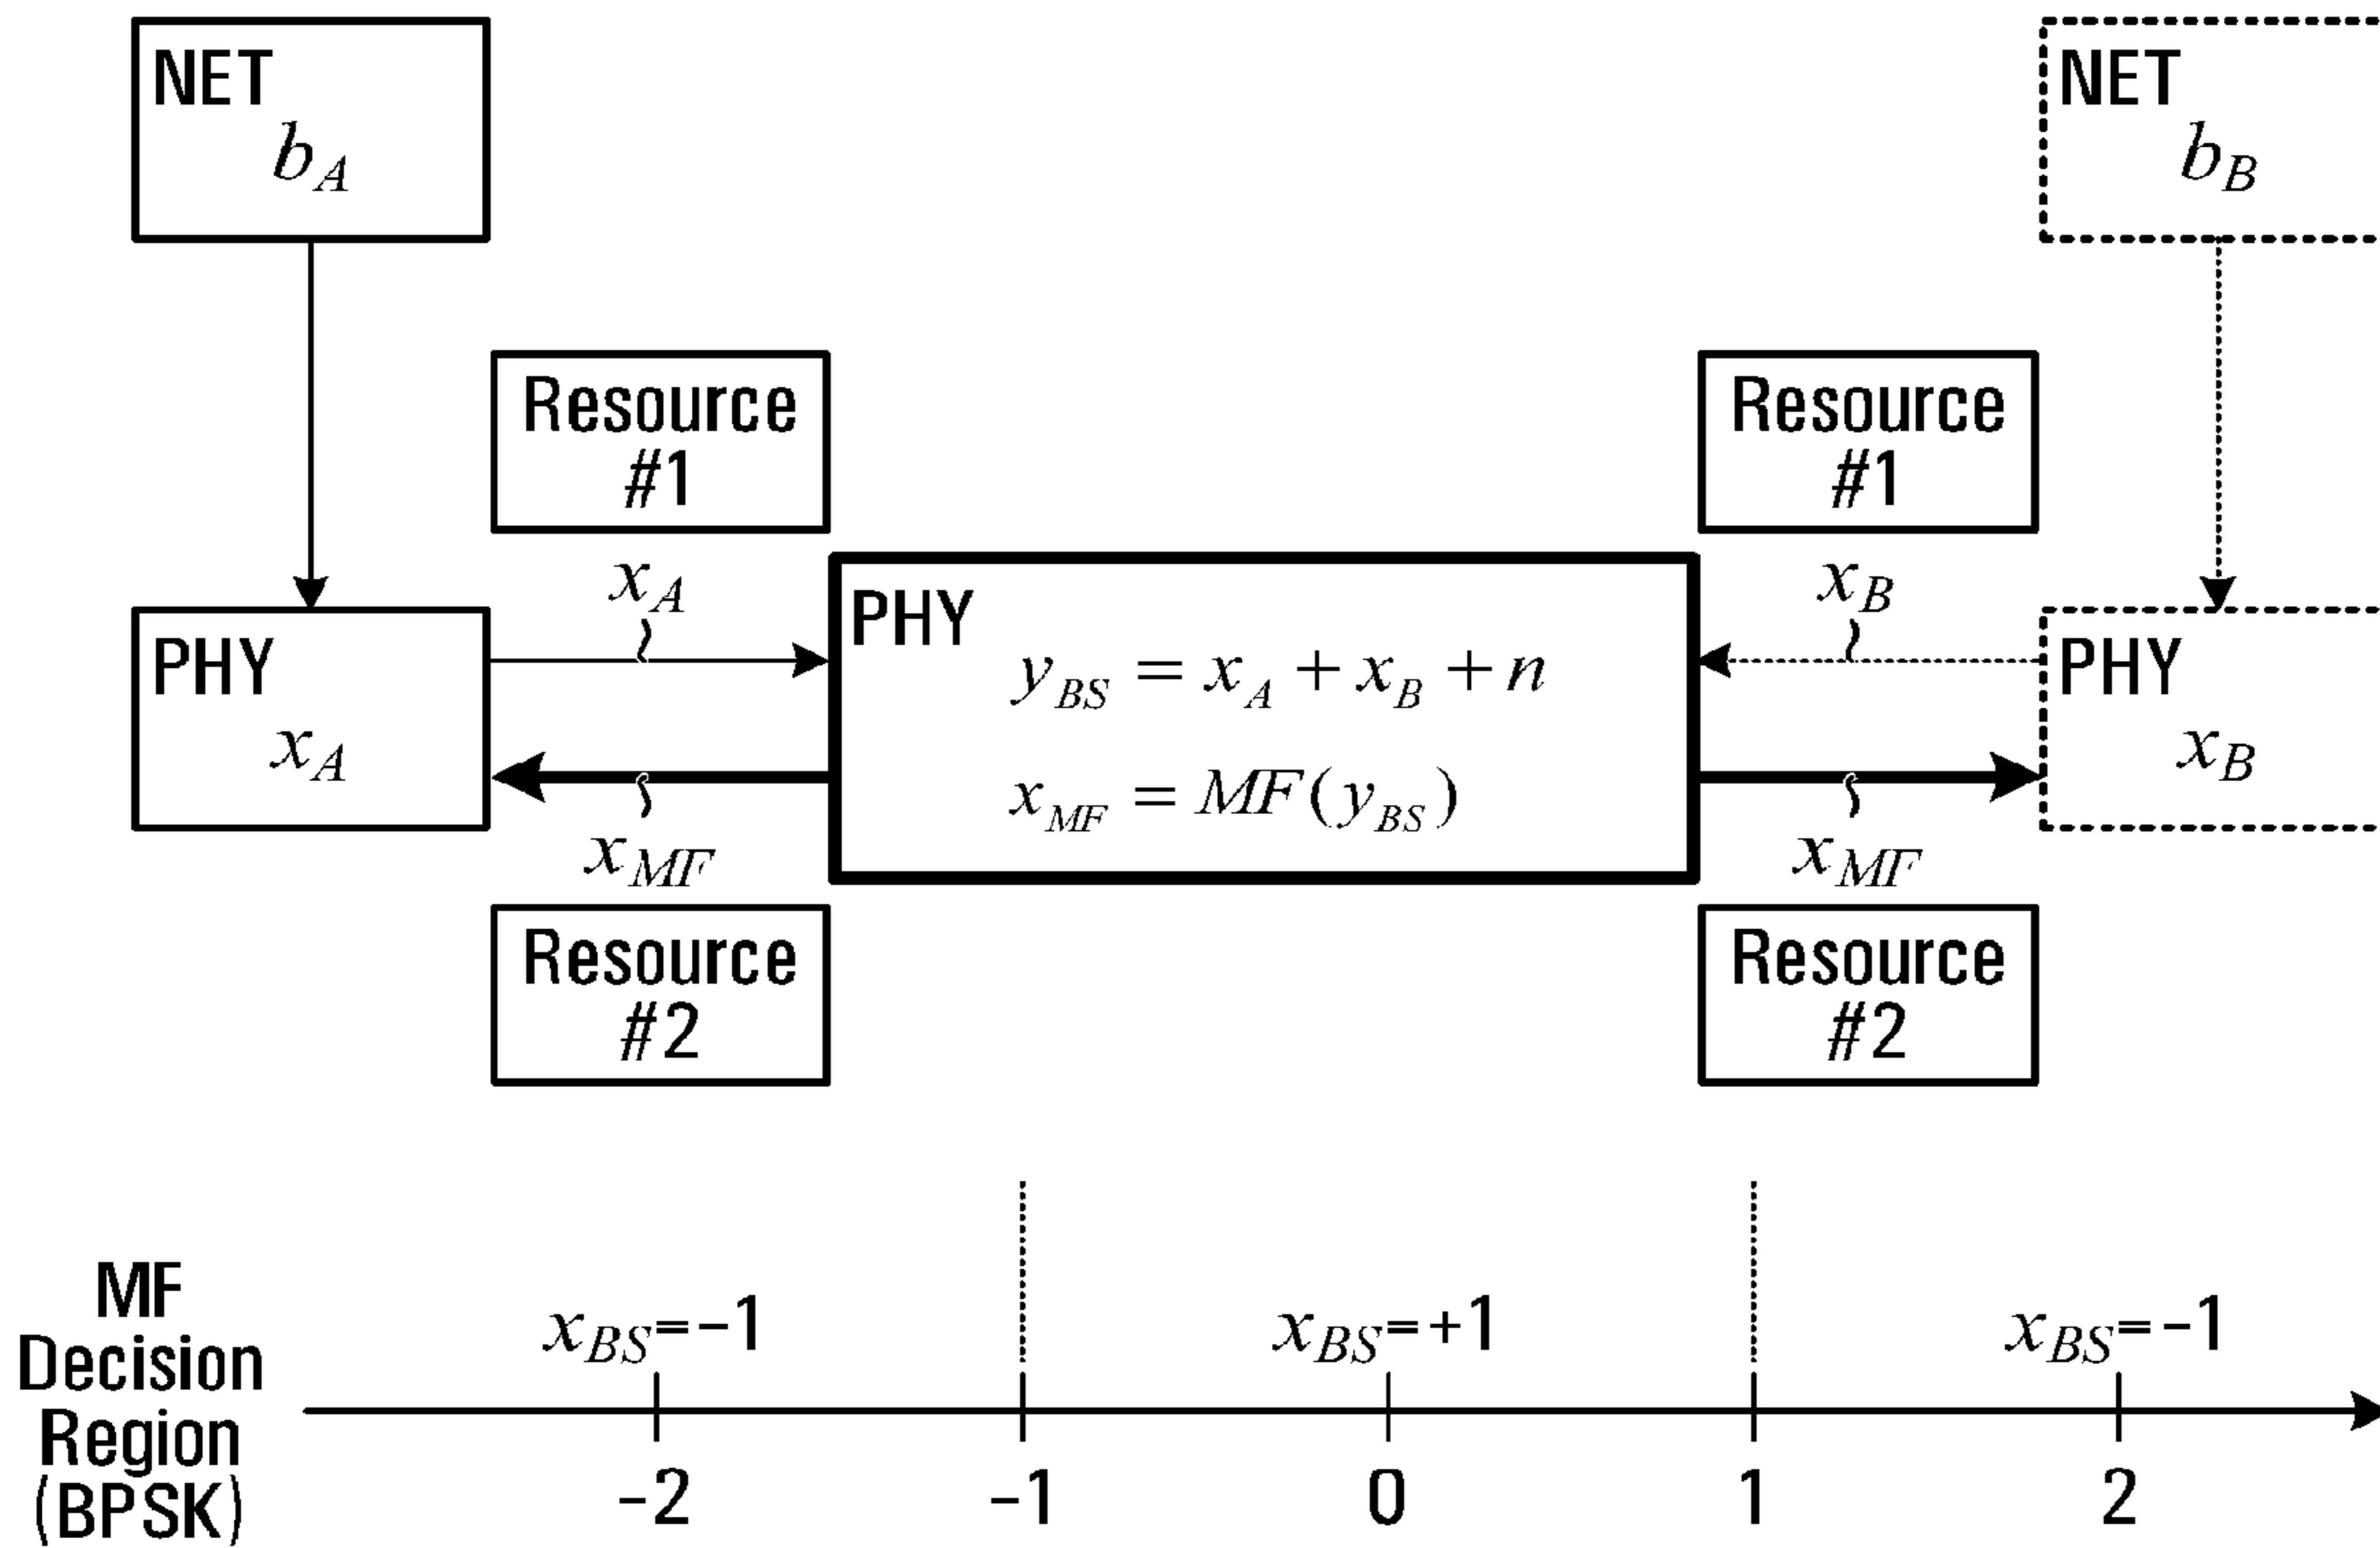 NET
b_A
NET
b_B
Resource
#1
Resource
#1
x_A
x_B
PHY
x_A
PHY
y_BS = x_A + x_B + n
x_MF = MF(y_BS)
PHY
x_B
x_MF
x_MF
Resource
#2
Resource
#2
MF
Decision
Region
(BPSK)
x_BS=-1
x_BS=+1
x_BS=-1
-2
-1
0
1
2